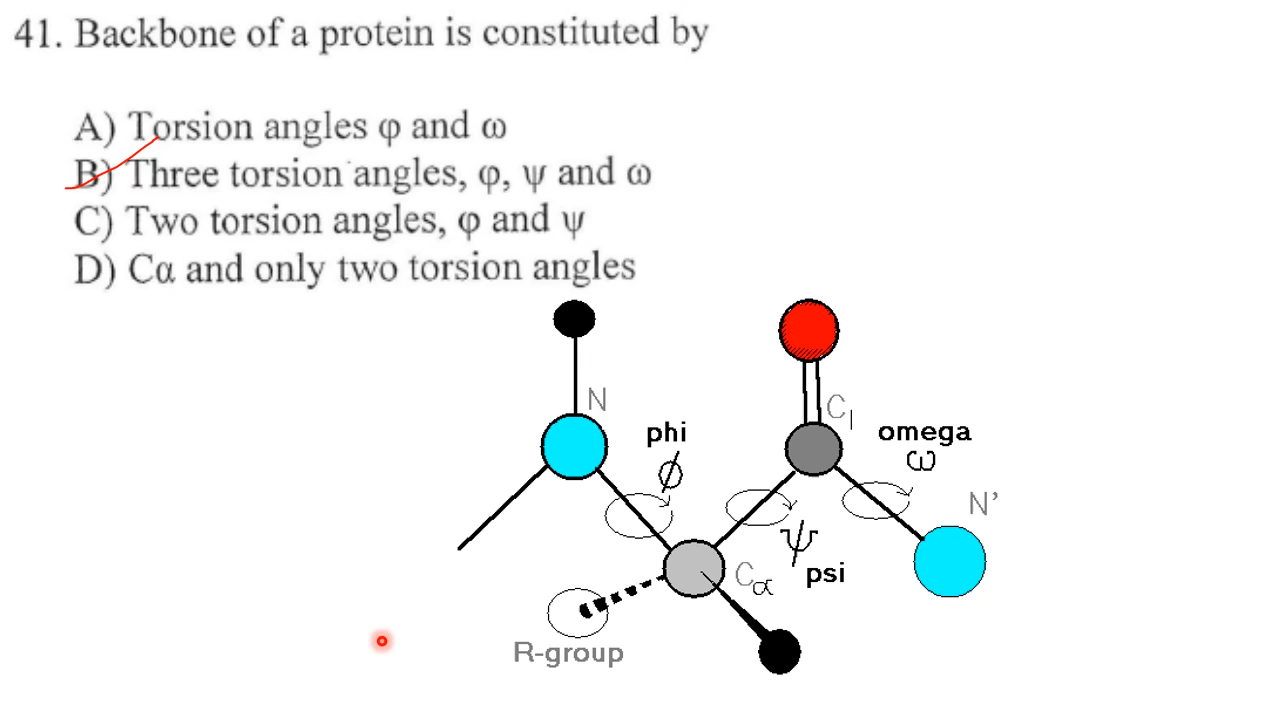 41. Backbone of a protein is constituted by
A) Torsion angles φ and ω
B) Three torsion angles, φ, ψ and ω
C) Two torsion angles, φ and ψ
D) Cα and only two torsion angles
N
phi
ϕ
C|
omega
ω
N’
ψ
psi
Cα
R-group